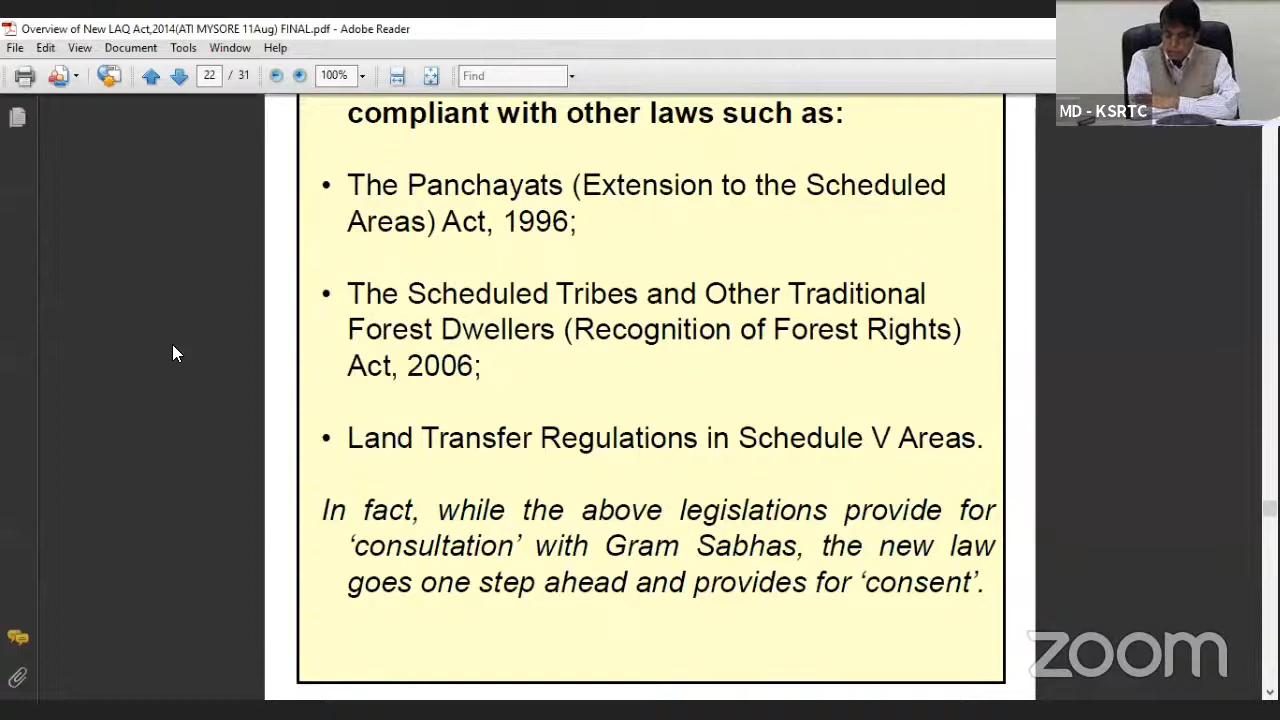 Overview of New LAQ Act,2014(ATI MYSORE 11Aug) FINAL.pdf - Adobe Reader
File Edit View Document Tools Window Help
22 / 31 100% Find
MD - KSRTC
compliant with other laws such as:
• The Panchayats (Extension to the Scheduled
Areas) Act, 1996;
• The Scheduled Tribes and Other Traditional
Forest Dwellers (Recognition of Forest Rights)
Act, 2006;
• Land Transfer Regulations in Schedule V Areas.
In fact, while the above legislations provide for
‘consultation’ with Gram Sabhas, the new law
goes one step ahead and provides for ‘consent’.
zoom